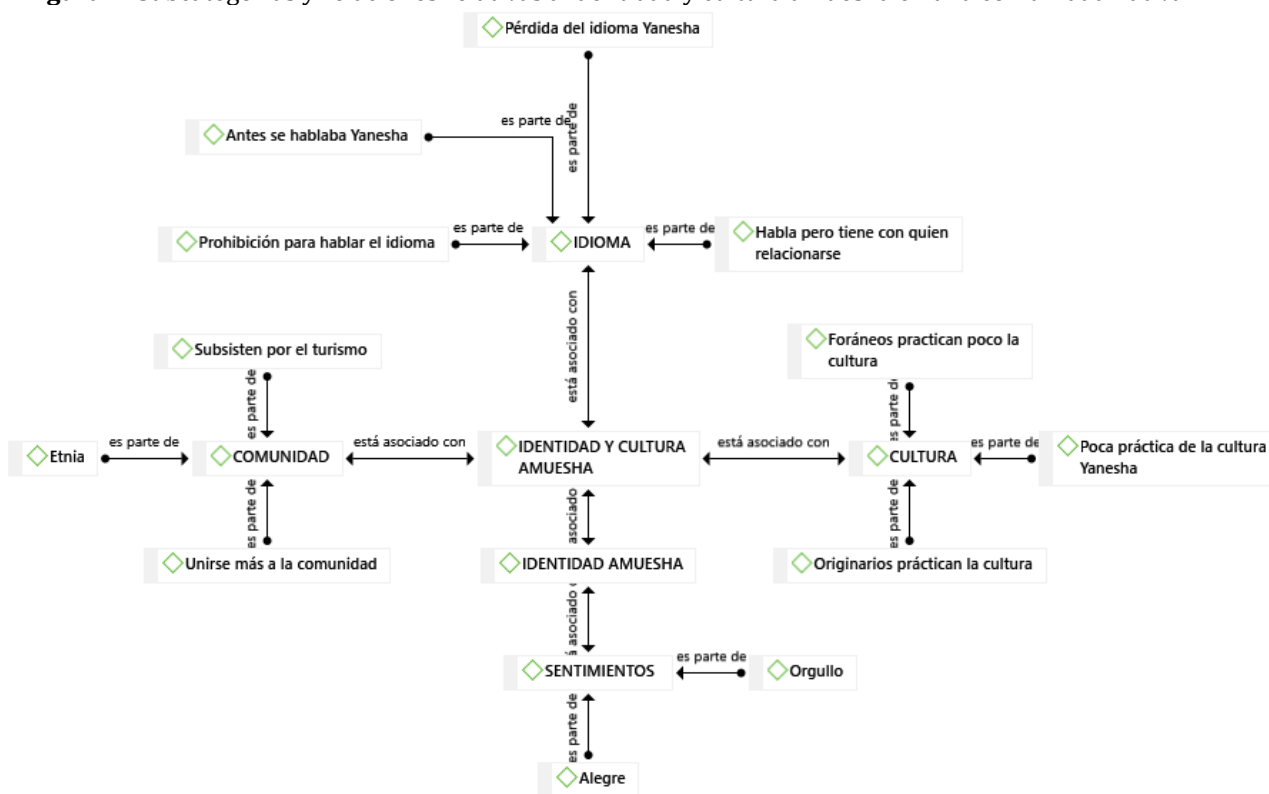 Pérdida del idioma Yanesha
es parte de
Antes se hablaba Yanesha
es parte de
Prohibición para hablar el idioma
es parte de
IDIOMA
es parte de
Habla pero tiene con quien
relacionarse
está asociado con
Subsisten por el turismo
es parte de
Foráneos practican poco la
cultura
es parte de
Etnia
es parte de
COMUNIDAD
está asociado con
IDENTIDAD Y CULTURA
AMUESHA
está asociado con
CULTURA
es parte de
Poca práctica de la cultura
Yanesha
es parte de
asociado
es parte de
Unirse más a la comunidad
IDENTIDAD AMUESHA
Originarios práctican la cultura
asociado
SENTIMIENTOS
es parte de
Orgullo
es parte de
Alegre